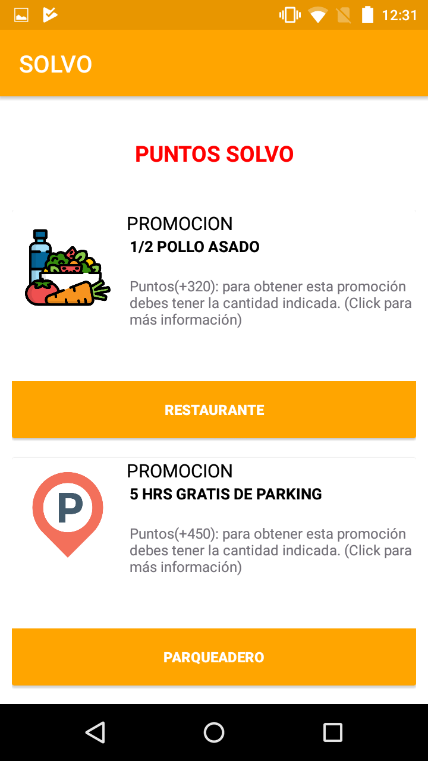 12:31
SOLVO
PUNTOS SOLVO
PROMOCION
1/2 POLLO ASADO
Puntos(+320): para obtener esta promoción
debes tener la cantidad indicada. (Click para
más información)
RESTAURANTE
P
PROMOCION
5 HRS GRATIS DE PARKING
Puntos(+450): para obtener esta promoción
debes tener la cantidad indicada. (Click para
más información)
PARQUEADERO